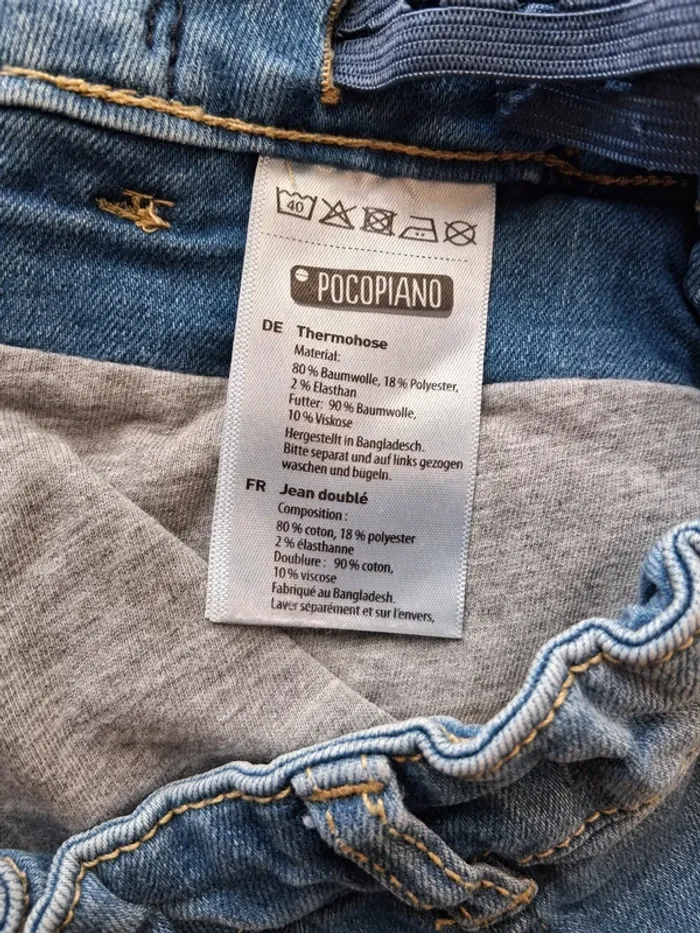 40
POCOPIANO
DE Thermohose
Material:
80 % Baumwolle, 18 % Polyester,
2 % Elasthan
Futter: 90 % Baumwolle,
10 % Viskose
Hergestellt in Bangladesch.
Bitte separat und auf links gezogen
waschen und bügeln.
FR Jean doublé
Composition :
80 % coton, 18 % polyester
2 % élasthanne
Doublure : 90 % coton,
10 % viscose
Fabriqué au Bangladesh.
Laver séparément et sur l'envers,